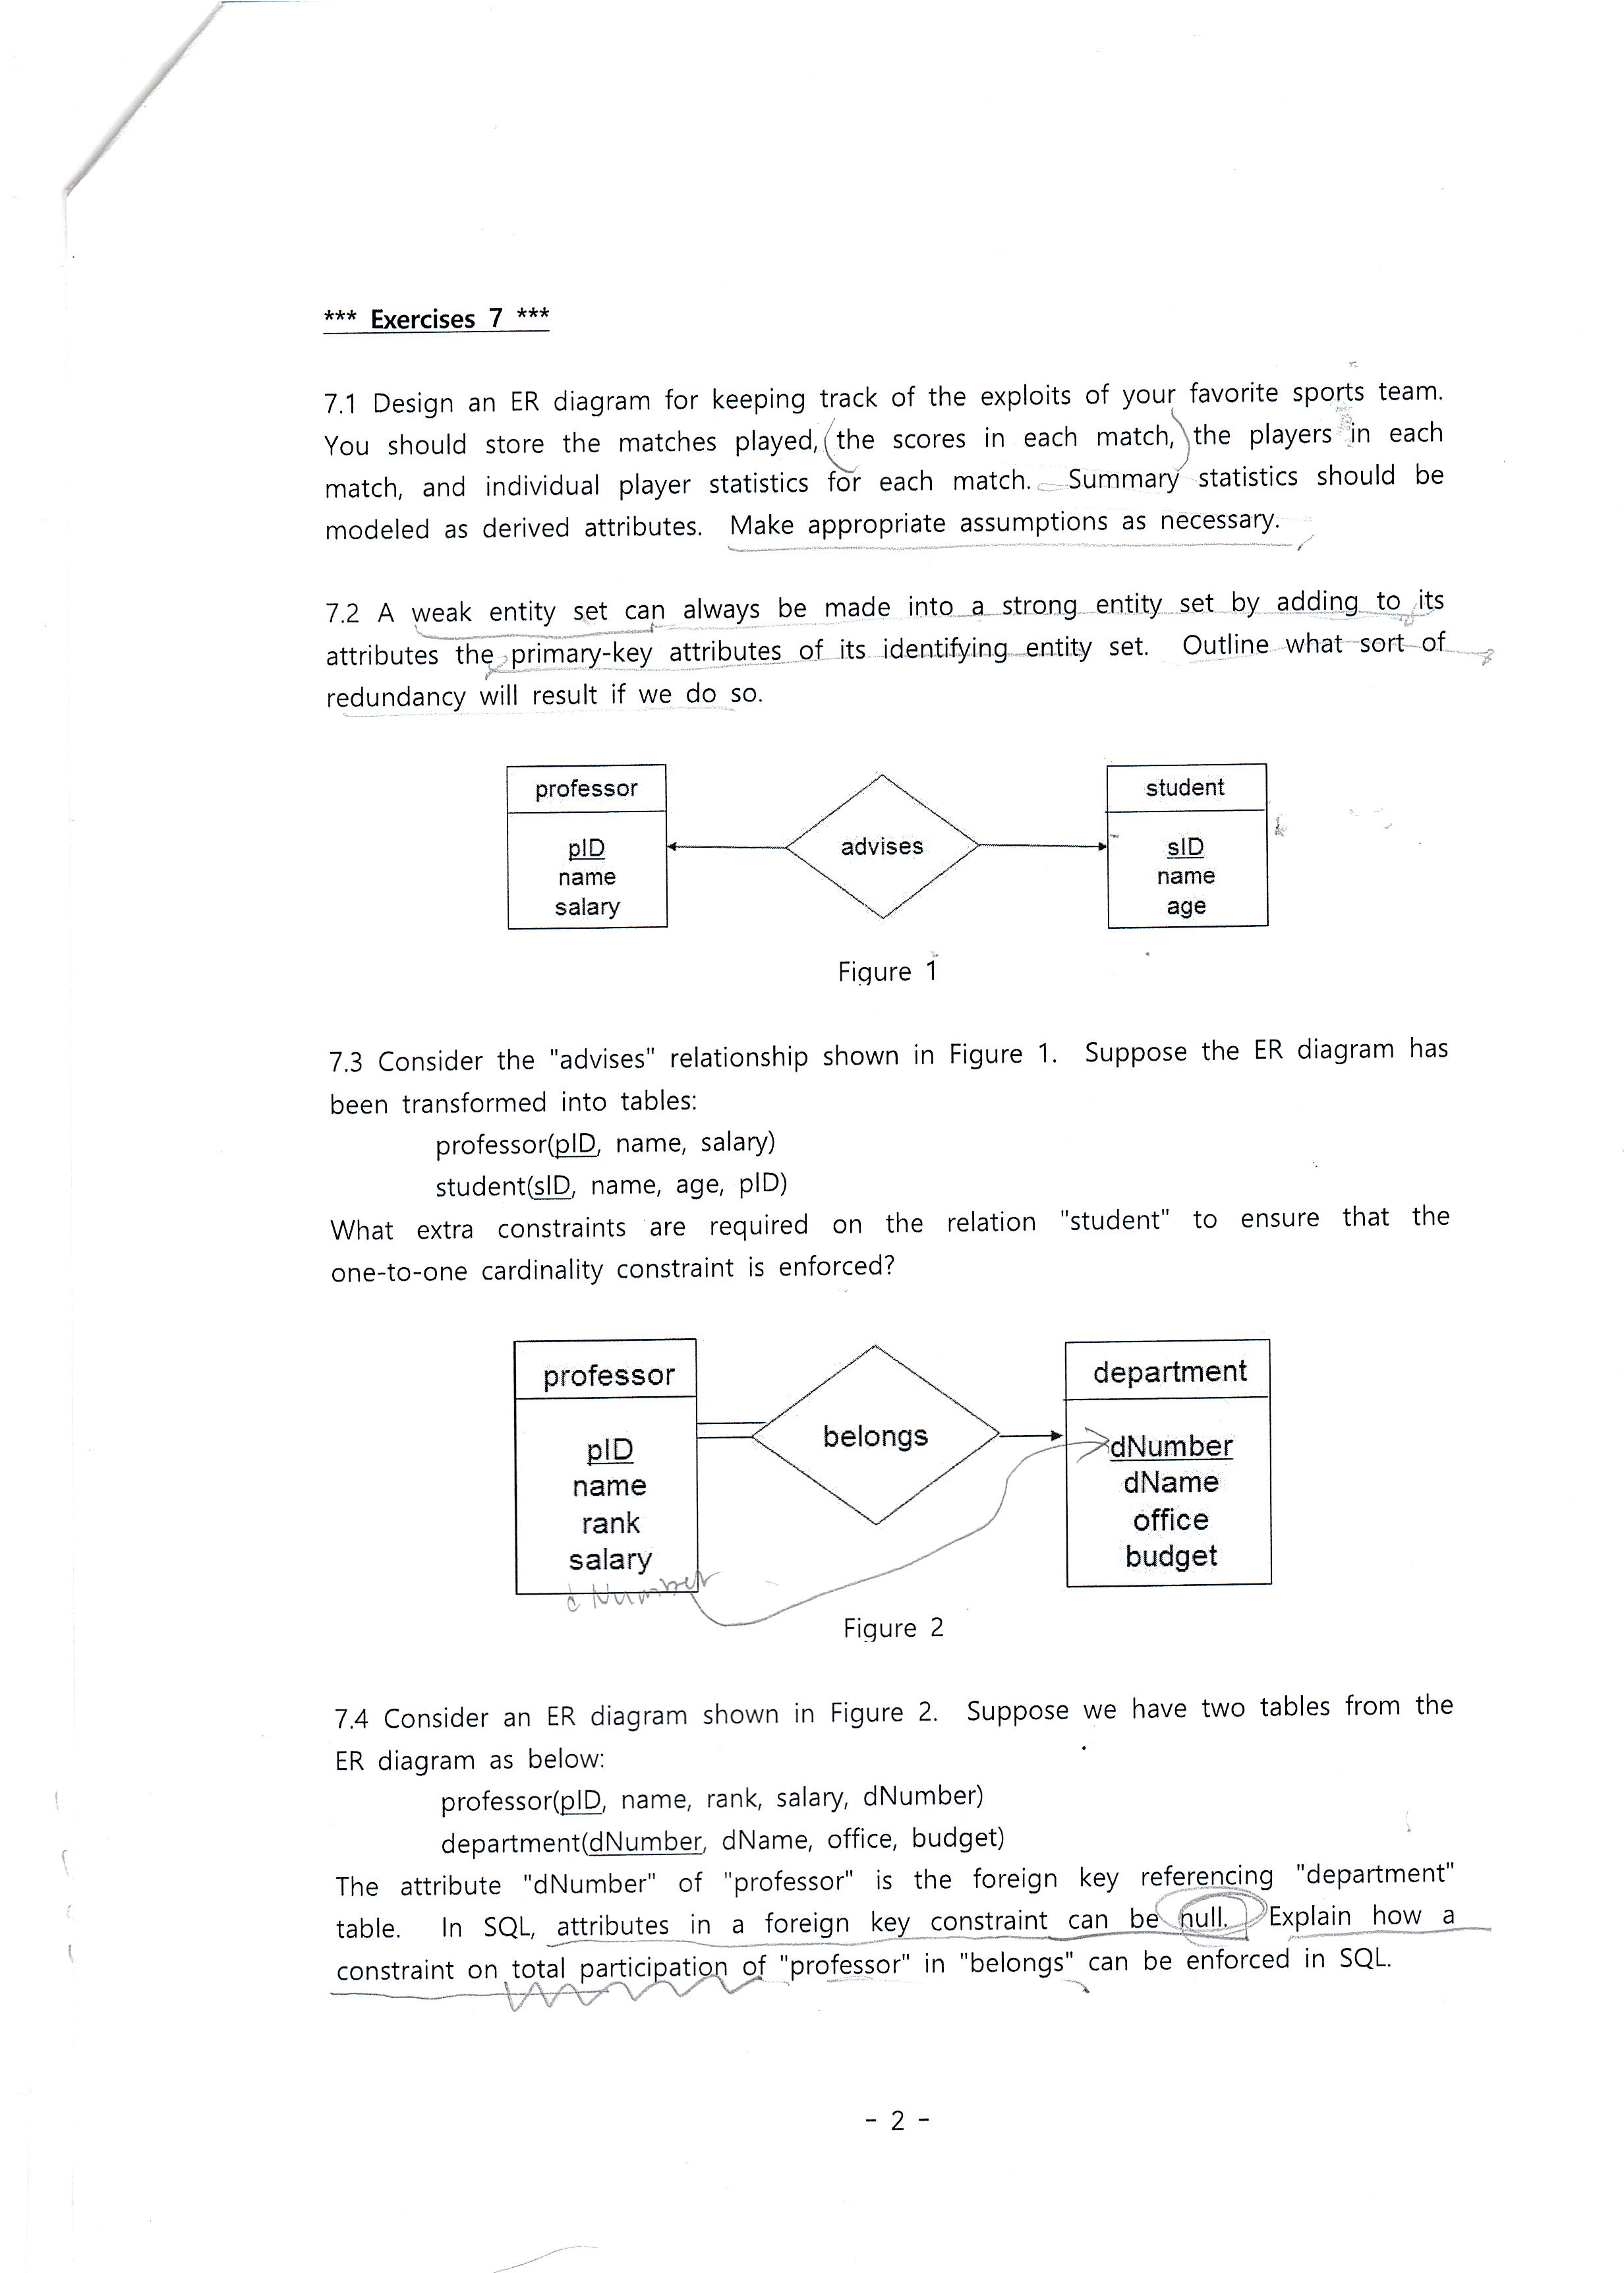 *** Exercises 7 ***
7.1 Design an ER diagram for keeping track of the exploits of your favorite sports team.
You should store the matches played, the scores in each match, the players in each
match, and individual player statistics for each match. Summary statistics should be
modeled as derived attributes. Make appropriate assumptions as necessary.
7.2 A weak entity set can always be made into a strong entity set by adding to its
attributes the primary-key attributes of its identifying entity set. Outline what sort of
redundancy will result if we do so.
professor
pID
name
salary
advises
student
sID
name
age
Figure 1
7.3 Consider the "advises" relationship shown in Figure 1. Suppose the ER diagram has
been transformed into tables:
professor(pID, name, salary)
student(sID, name, age, pID)
What extra constraints are required on the relation "student" to ensure that the
one-to-one cardinality constraint is enforced?
professor
pID
name
rank
salary
d Number
belongs
department
dNumber
dName
office
budget
Figure 2
7.4 Consider an ER diagram shown in Figure 2. Suppose we have two tables from the
ER diagram as below:
professor(pID, name, rank, salary, dNumber)
department(dNumber, dName, office, budget)
The attribute "dNumber" of "professor" is the foreign key referencing "department"
table. In SQL, attributes in a foreign key constraint can be null. Explain how a
constraint on total participation of "professor" in "belongs" can be enforced in SQL.
- 2 -